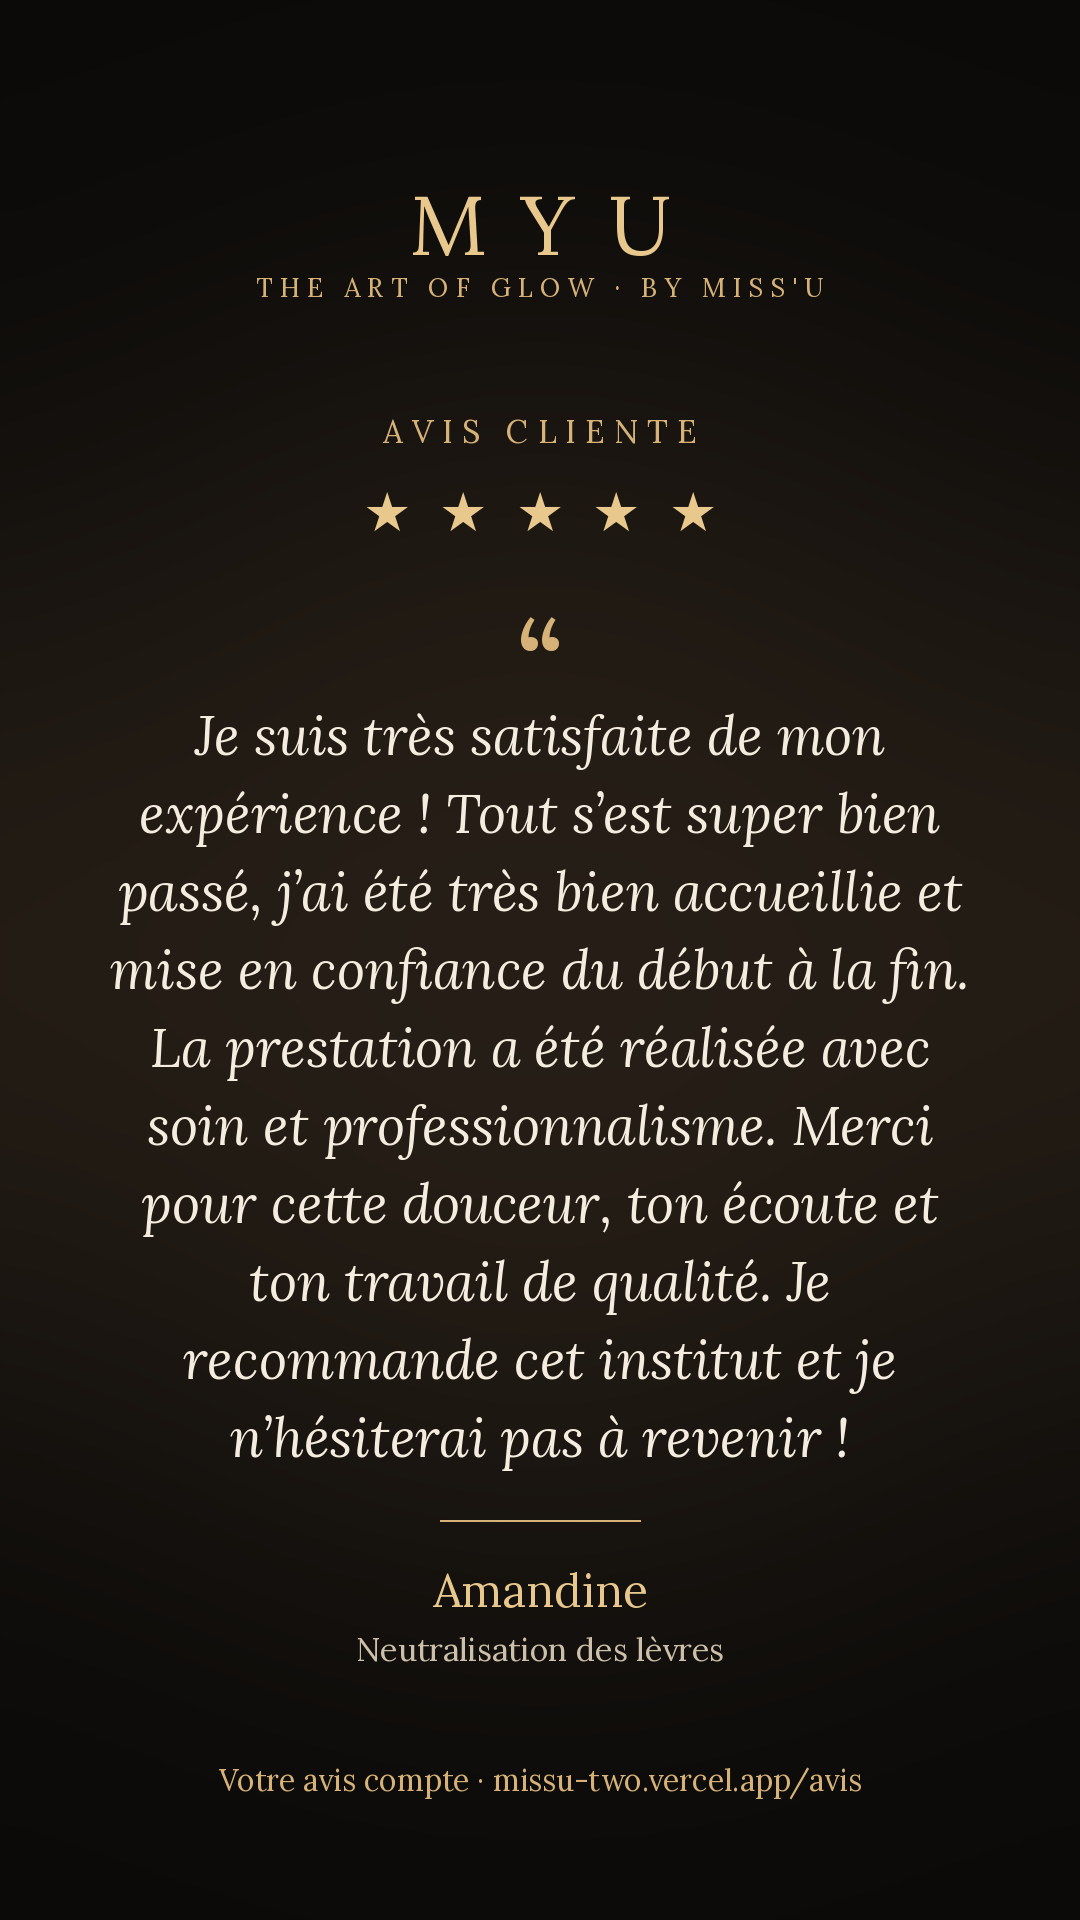 MYU
THE ART OF GLOW · BY MISS'U
AVIS CLIENTE
★ ★ ★ ★ ★
“
Je suis très satisfaite de mon
expérience ! Tout s’est super bien
passé, j’ai été très bien accueillie et
mise en confiance du début à la fin.
La prestation a été réalisée avec
soin et professionnalisme. Merci
pour cette douceur, ton écoute et
ton travail de qualité. Je
recommande cet institut et je
n’hésiterai pas à revenir !
Amandine
Neutralisation des lèvres
Votre avis compte · missu-two.vercel.app/avis